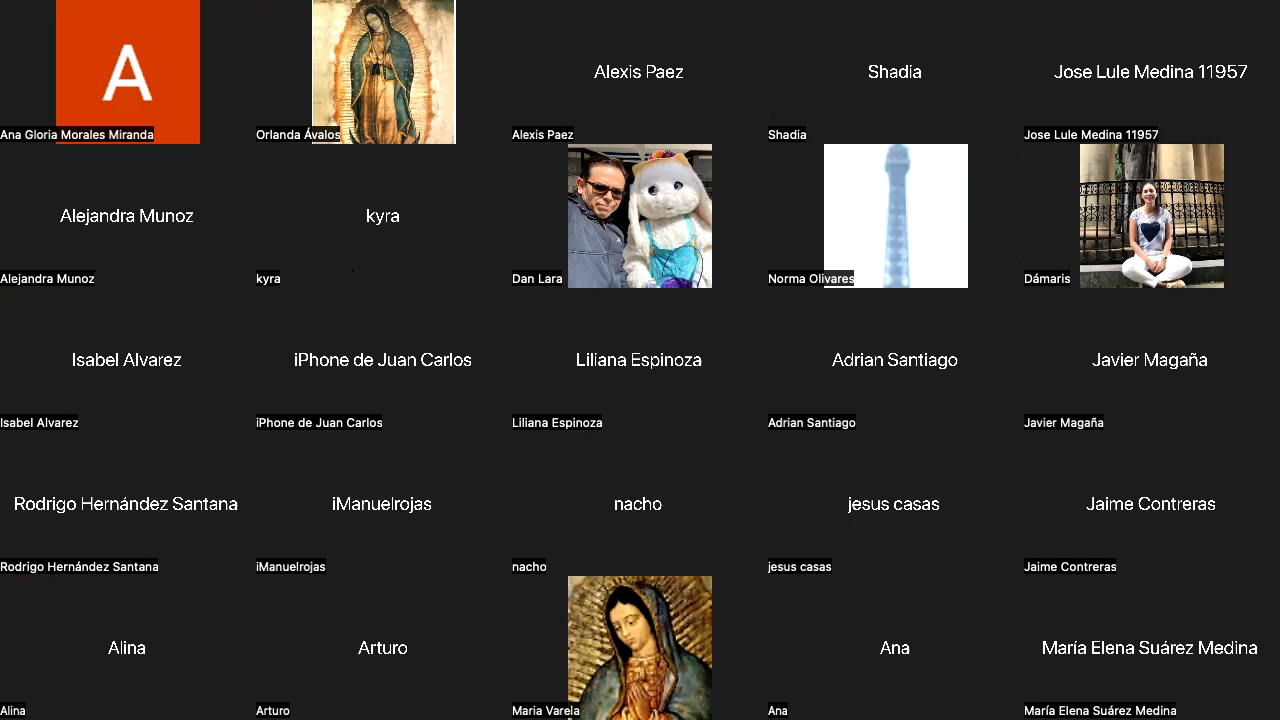 A
Ana Gloria Morales Miranda
Orlanda Ávalos
Alexis Paez
Alexis Paez
Shadia
Shadia
Jose Lule Medina 11957
Jose Lule Medina 11957
Alejandra Munoz
Alejandra Munoz
kyra
kyra
Dan Lara
Norma Olivares
Dámaris
Isabel Alvarez
Isabel Alvarez
iPhone de Juan Carlos
iPhone de Juan Carlos
Liliana Espinoza
Liliana Espinoza
Adrian Santiago
Adrian Santiago
Javier Magaña
Javier Magaña
Rodrigo Hernández Santana
Rodrigo Hernández Santana
iManuelrojas
iManuelrojas
nacho
nacho
jesus casas
jesus casas
Jaime Contreras
Jaime Contreras
Alina
Alina
Arturo
Arturo
Maria Varela
Ana
Ana
María Elena Suárez Medina
María Elena Suárez Medina